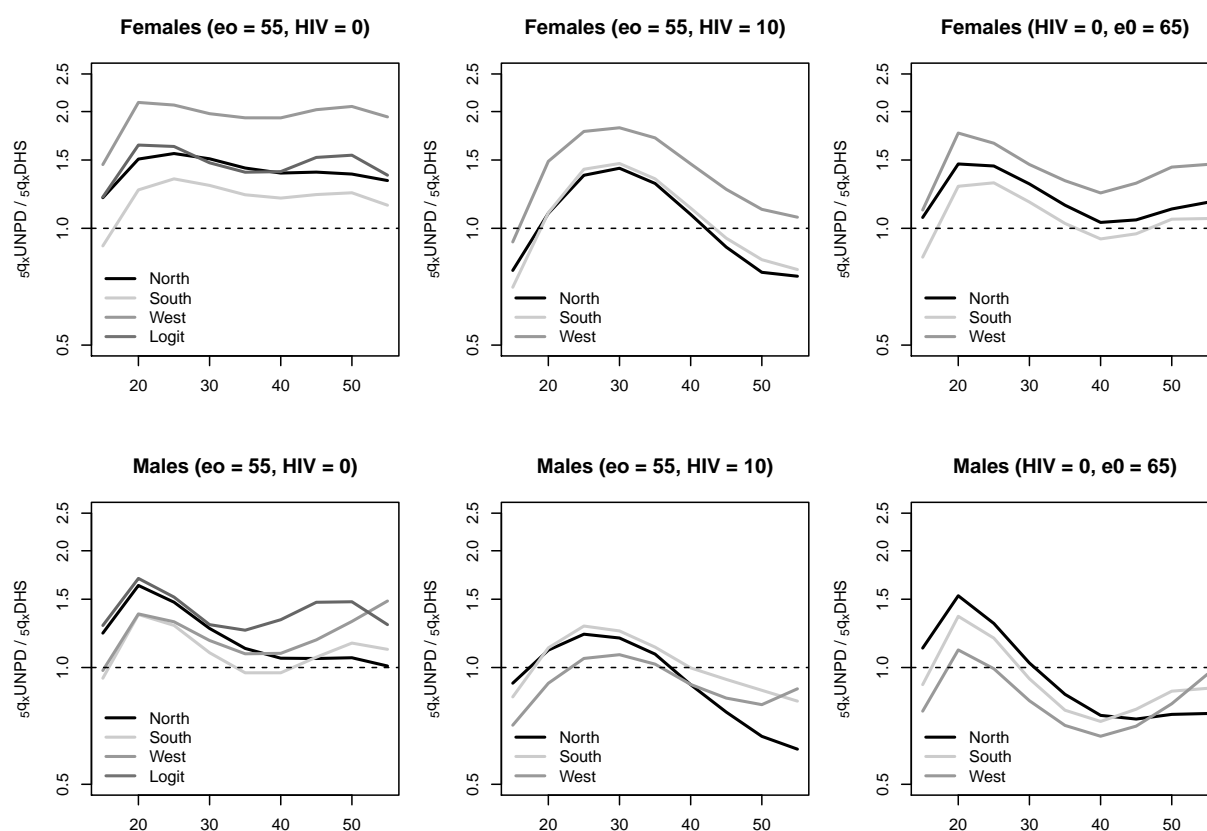 Females (eo = 55, HIV = 0)
5qxUNPD / 5qxDHS
2.5
2.0
1.5
1.0
0.5
North
South
West
Logit
20
30
40
50
Females (eo = 55, HIV = 10)
5qxUNPD / 5qxDHS
2.5
2.0
1.5
1.0
0.5
North
South
West
20
30
40
50
Females (HIV = 0, e0 = 65)
5qxUNPD / 5qxDHS
2.5
2.0
1.5
1.0
0.5
North
South
West
20
30
40
50
Males (eo = 55, HIV = 0)
5qxUNPD / 5qxDHS
2.5
2.0
1.5
1.0
0.5
North
South
West
Logit
20
30
40
50
Males (eo = 55, HIV = 10)
5qxUNPD / 5qxDHS
2.5
2.0
1.5
1.0
0.5
North
South
West
20
30
40
50
Males (HIV = 0, e0 = 65)
5qxUNPD / 5qxDHS
2.5
2.0
1.5
1.0
0.5
North
South
West
20
30
40
50